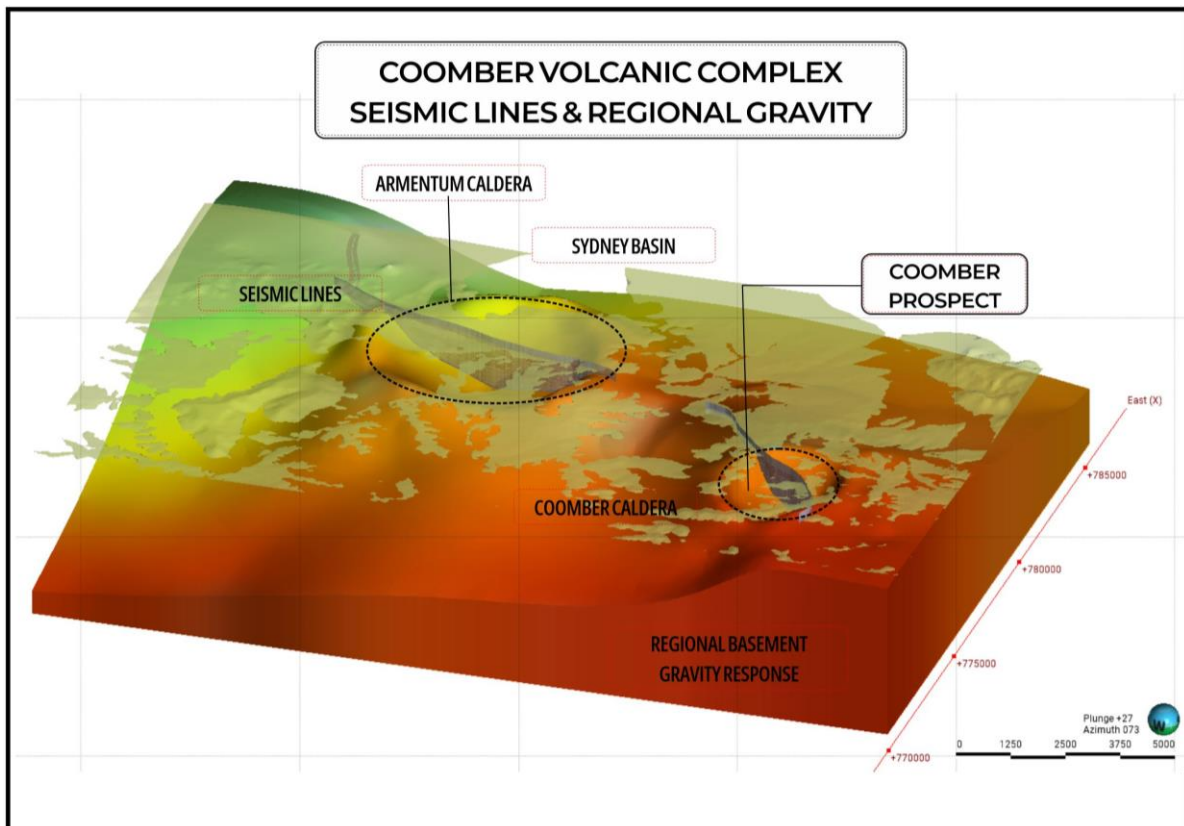 COOMBER VOLCANIC COMPLEX
SEISMIC LINES & REGIONAL GRAVITY
ARMENTUM CALDERA
SYDNEY BASIN
SEISMIC LINES
COOMBER
PROSPECT
East (X)
+785000
COOMBER CALDERA
+780000
REGIONAL BASEMENT
GRAVITY RESPONSE
+775000
Plunge +27
Azimuth 073
W
0 1250 2500 3750 5000
+770000